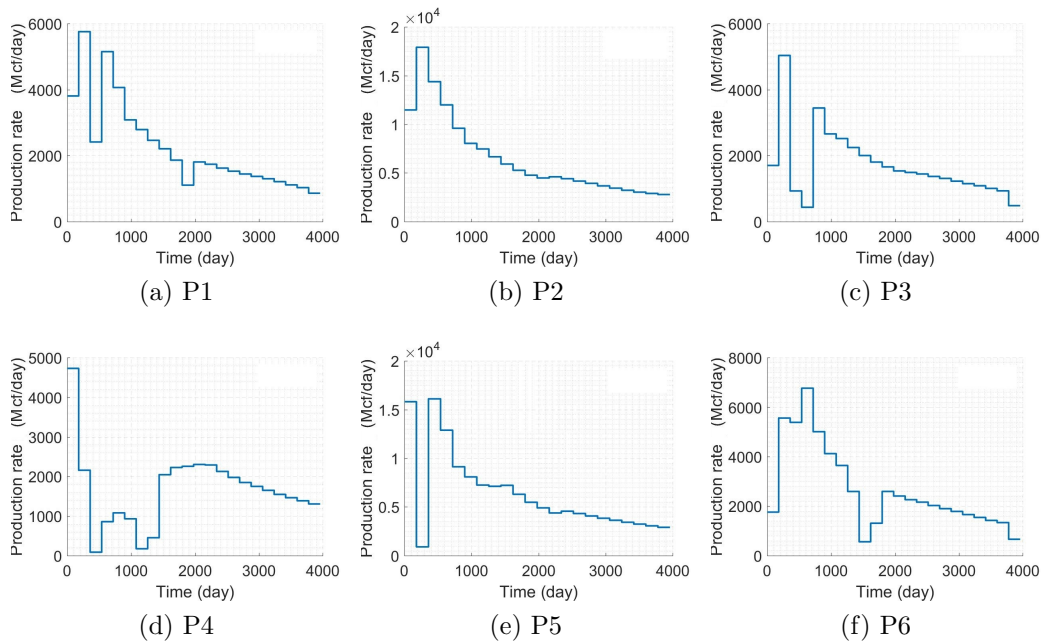 6000
4000
2000
0
Production rate (Mcf/day)
0 1000 2000 3000 4000
Time (day)
(a) P1
×10⁴
2
1.5
1
0.5
0
Production rate (Mcf/day)
0 1000 2000 3000 4000
Time (day)
(b) P2
6000
4000
2000
0
Production rate (Mcf/day)
0 1000 2000 3000 4000
Time (day)
(c) P3
5000
4000
3000
2000
1000
0
Production rate (Mcf/day)
0 1000 2000 3000 4000
Time (day)
(d) P4
×10⁴
2
1.5
1
0.5
0
Production rate (Mcf/day)
0 1000 2000 3000 4000
Time (day)
(e) P5
8000
6000
4000
2000
0
Production rate (Mcf/day)
0 1000 2000 3000 4000
Time (day)
(f) P6